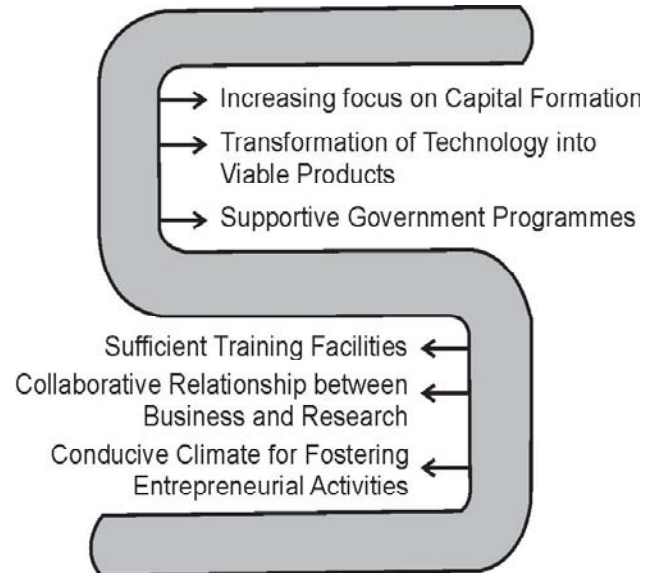 Increasing focus on Capital Formation
Transformation of Technology into
Viable Products
Supportive Government Programmes
Sufficient Training Facilities
Collaborative Relationship between
Business and Research
Conducive Climate for Fostering
Entrepreneurial Activities